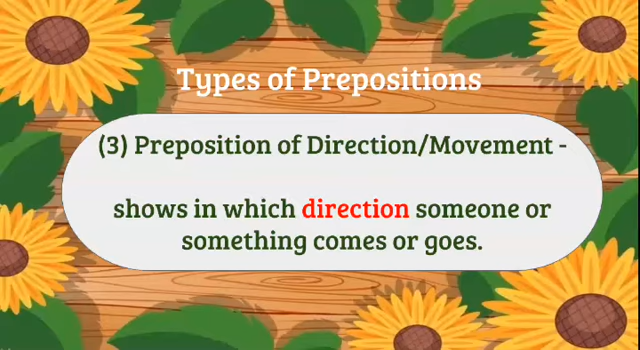 Types of Prepositions
(3) Preposition of Direction/Movement -
shows in which direction someone or
something comes or goes.